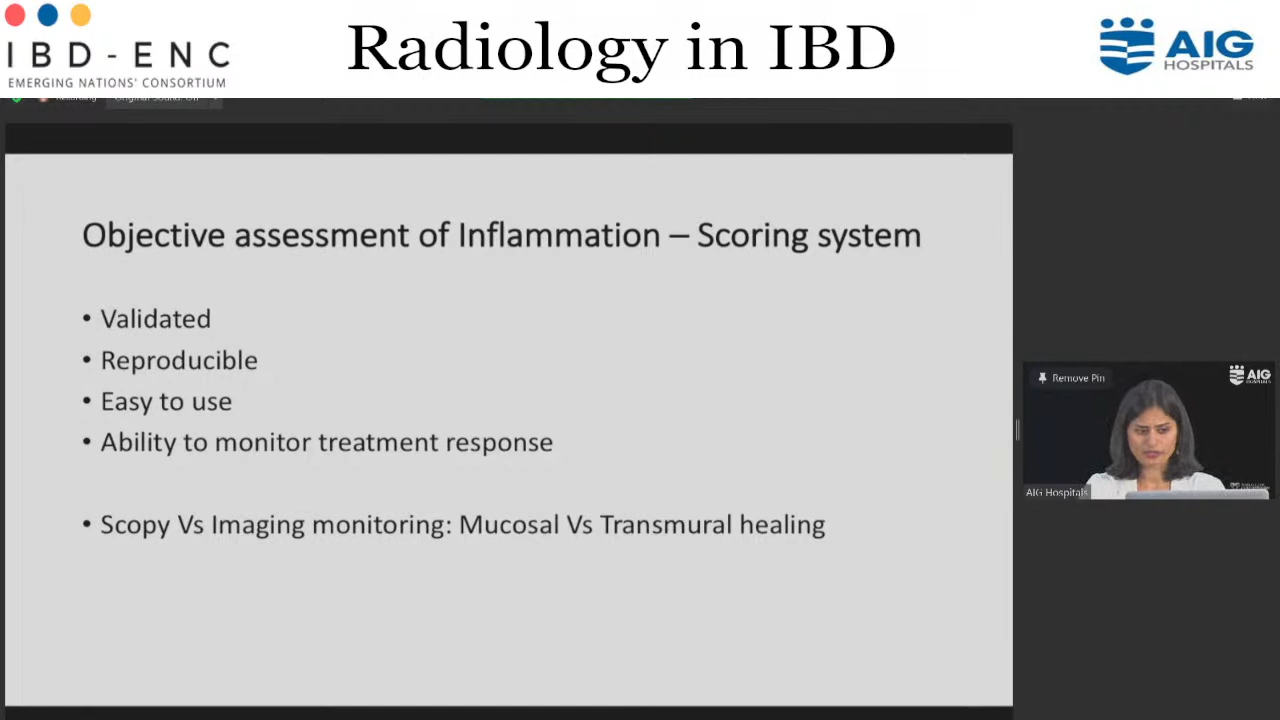 IBD-ENC
EMERGING NATIONS' CONSORTIUM
Radiology in IBD
AIG
HOSPITALS
Objective assessment of Inflammation – Scoring system
• Validated
• Reproducible
• Easy to use
• Ability to monitor treatment response
• Scopy Vs Imaging monitoring: Mucosal Vs Transmural healing
Remove Pin
AIG
HOSPITALS
AIG Hospitals